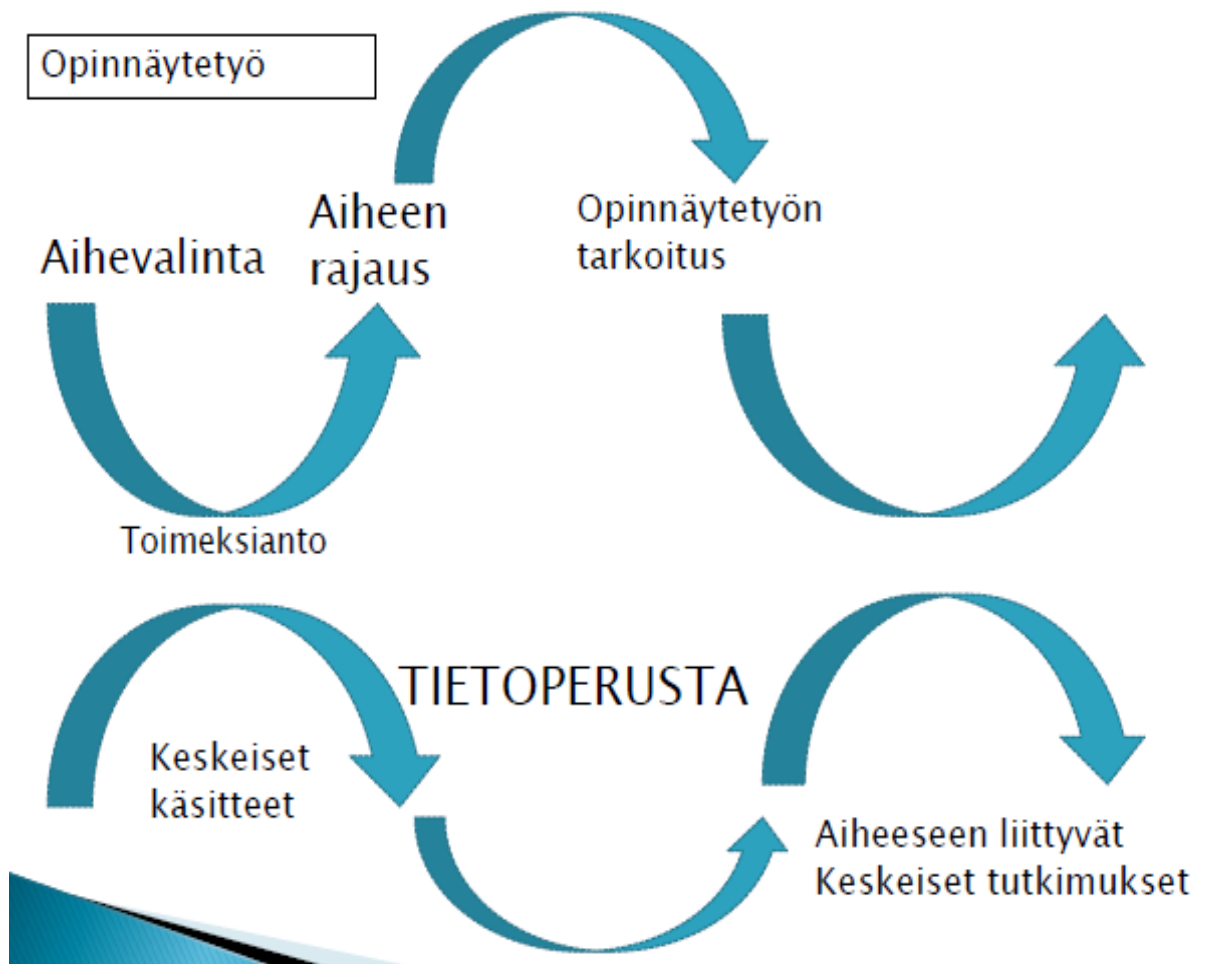 Opinnäytetyö
Aihevalinta
Aiheen
rajaus
Opinnäytetyön
tarkoitus
Toimeksianto
TIETOPERUSTA
Keskeiset
käsitteet
Aiheeseen liittyvät
Keskeiset tutkimukset